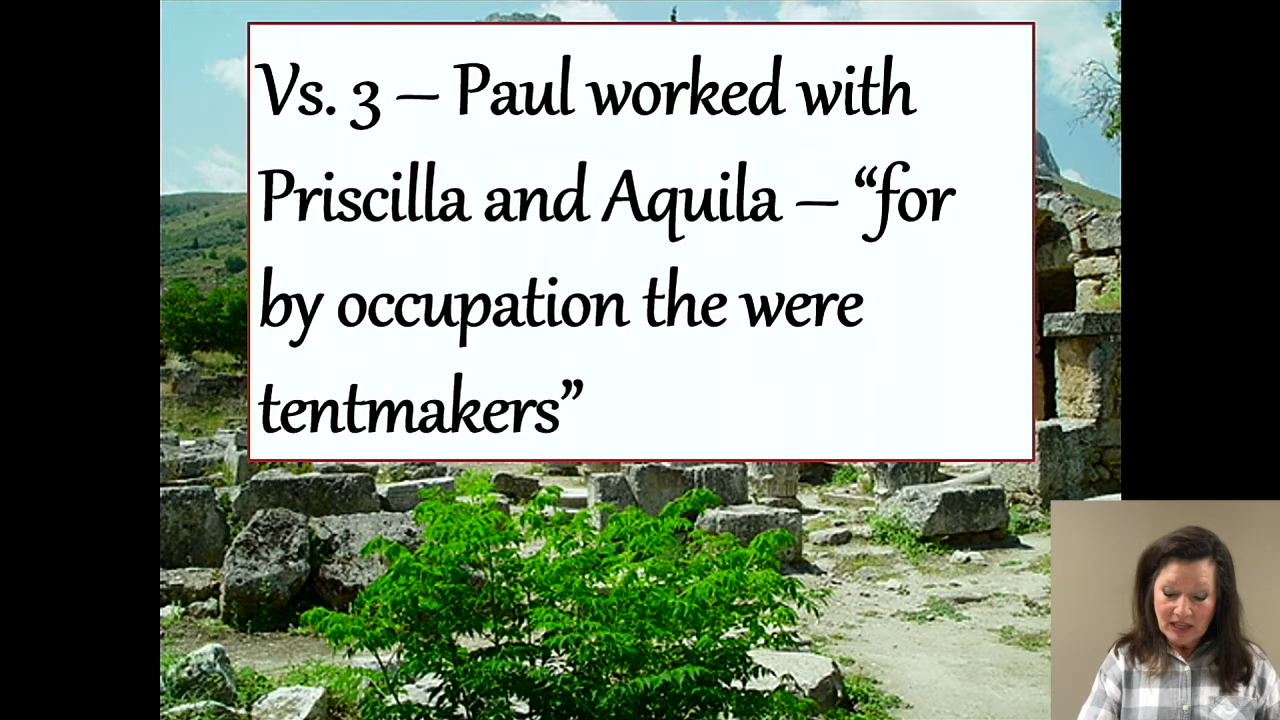 Vs. 3 – Paul worked with
Priscilla and Aquila – “for
by occupation the were
tentmakers”